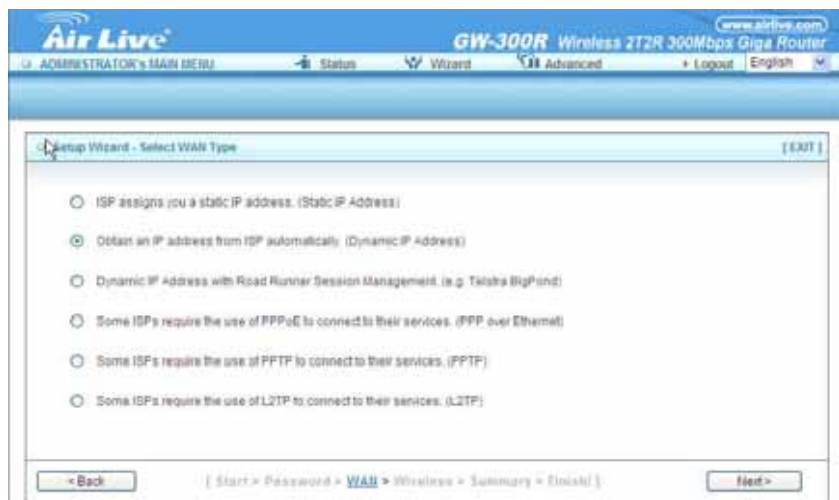 Air Live
www.airlive.com
GW-300R Wireless 2T2R 300Mbps Giga Router
ADMINISTRATOR's MAIN MENU Status Wizard Advanced Logout English
Setup Wizard - Select WAN Type [ EXIT ]
ISP assigns you a static IP address. (Static IP Address)
Obtain an IP address from ISP automatically. (Dynamic IP Address)
Dynamic IP Address with Road Runner Session Management. (e.g. Telstra BigPond)
Some ISPs require the use of PPPoE to connect to their services. (PPP over Ethernet)
Some ISPs require the use of PPTP to connect to their services. (PPTP)
Some ISPs require the use of L2TP to connect to their services. (L2TP)
< Back [ Start > Password > WAN > Wireless > Summary > Finish! ] Next >